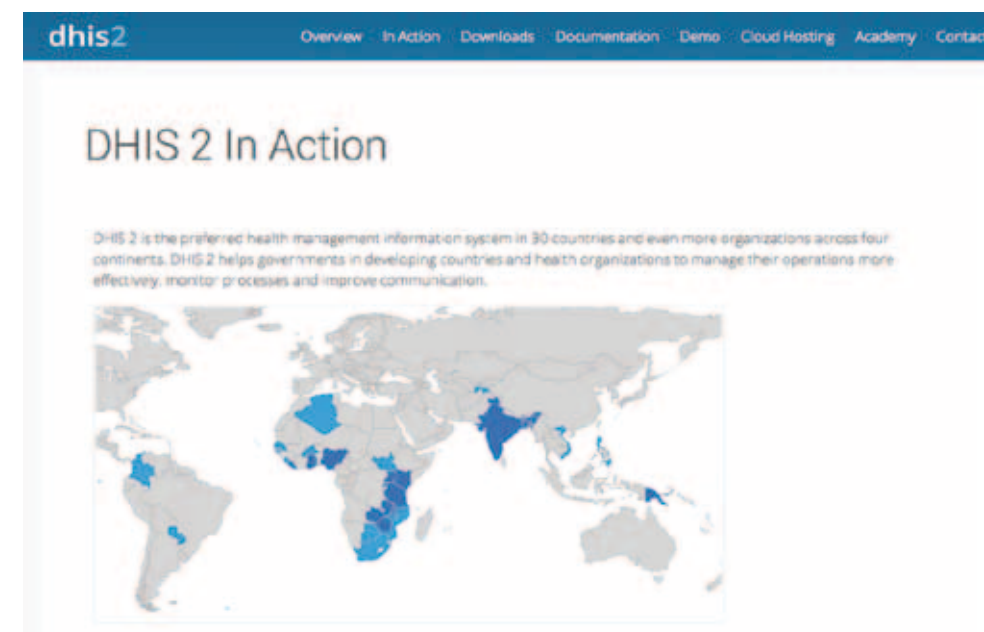 dhis2
Overview In Action Downloads Documentation Demo Cloud Hosting Academy Contac
DHIS 2 In Action
DHIS 2 is the preferred health management information system in 30 countries and even more organizations across four
continents. DHIS 2 helps governments in developing countries and health organizations to manage their operations more
effectively, monitor processes and improve communication.